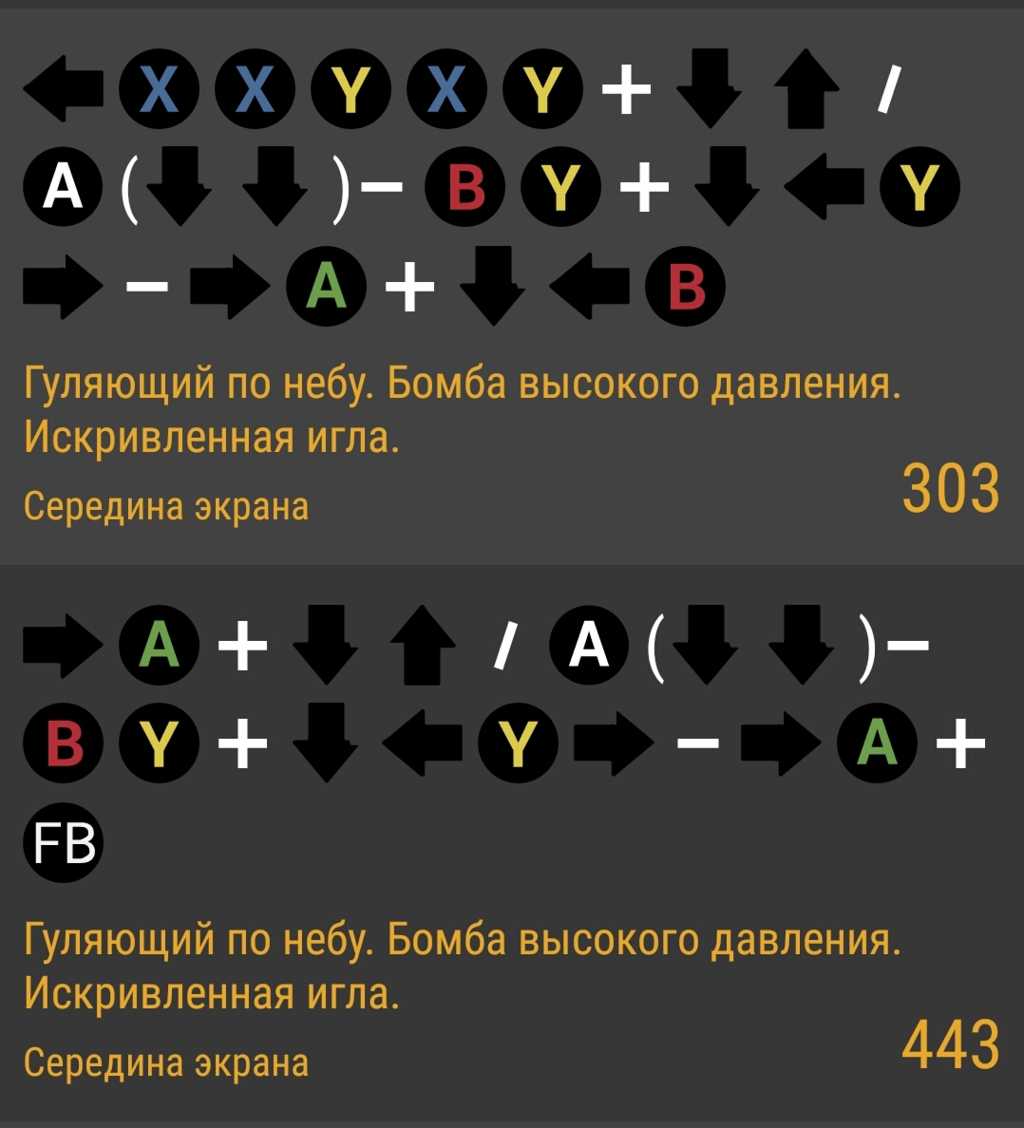 ← X X Y X Y + ↓ ↑ /
A ( ↓ ↓ ) − B Y + ↓ ← Y
→ − → A + ↓ ← B
Гуляющий по небу. Бомба высокого давления.
Искривленная игла.
Середина экрана
303
→ A + ↓ ↑ / A ( ↓ ↓ ) −
B Y + ↓ ← Y → − → A +
FB
Гуляющий по небу. Бомба высокого давления.
Искривленная игла.
Середина экрана
443